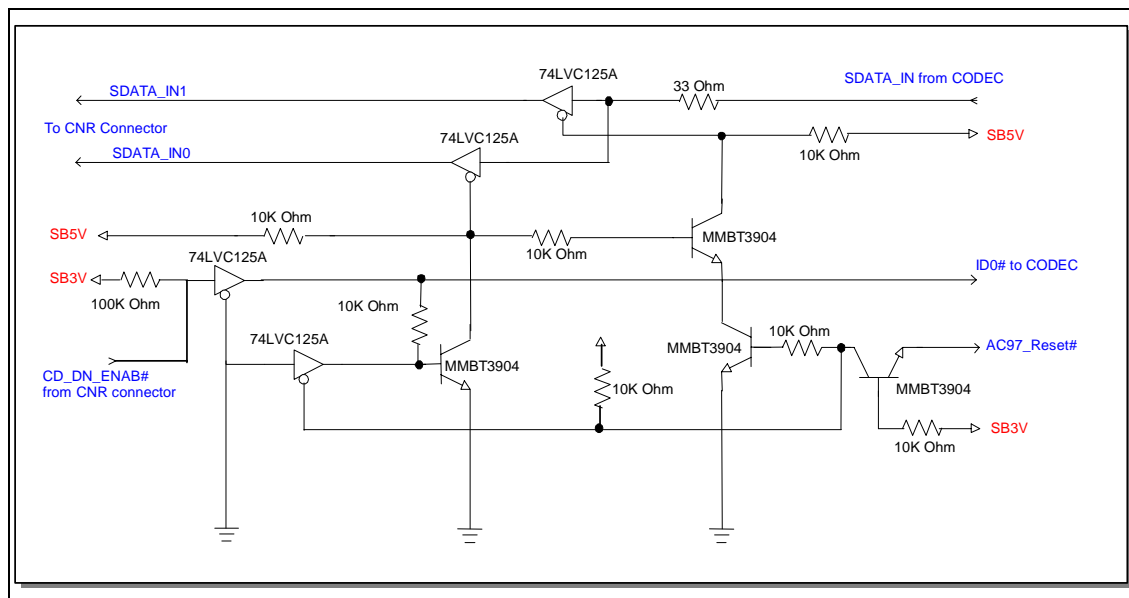 74LVC125A
SDATA_IN from CODEC
33 Ohm
SDATA_IN1
To CNR Connector
74LVC125A
SB5V
10K Ohm
SDATA_IN0
10K Ohm
SB5V
10K Ohm
MMBT3904
74LVC125A
SB3V
ID0# to CODEC
100K Ohm
10K Ohm
74LVC125A
10K Ohm
MMBT3904
MMBT3904
AC97_Reset#
CD_DN_ENAB#
from CNR connector
10K Ohm
MMBT3904
SB3V
10K Ohm